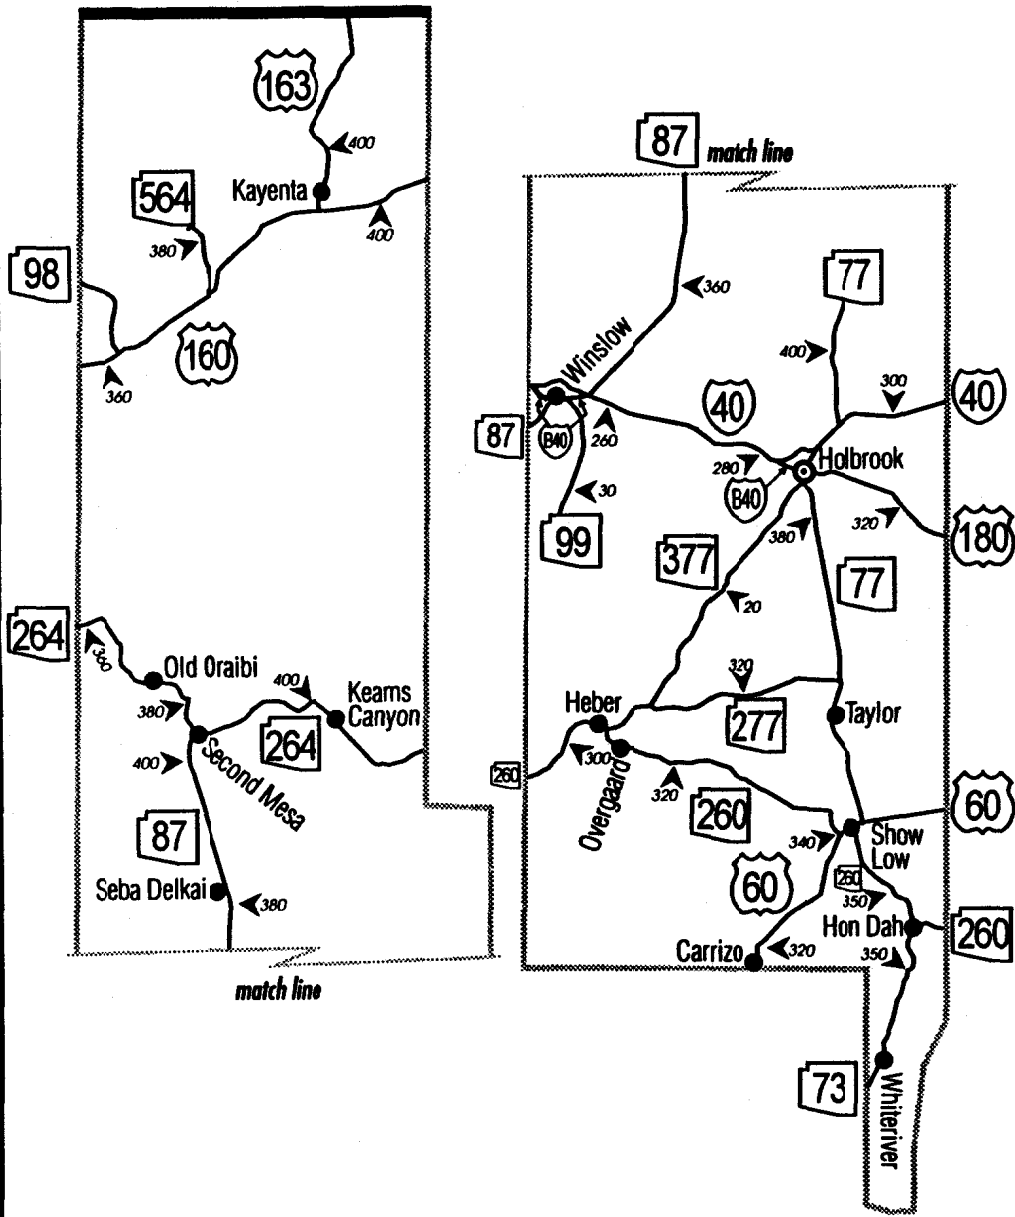 163
400
Kayenta
564
380
400
98
160
360
264
360
Old Oraibi
380
400
Keams
Canyon
264
Second Mesa
400
87
Seba Delkai
380
match line
87
match line
360
77
400
Winslow
300
40
40
87
B40
260
280
Holbrook
B40
30
99
380
320
180
377
77
20
320
Heber
277
Taylor
260
300
Overgaard
320
260
60
340
Show
Low
60
260
350
Hon Dah
260
Carrizo
320
350
73
Whiteriver